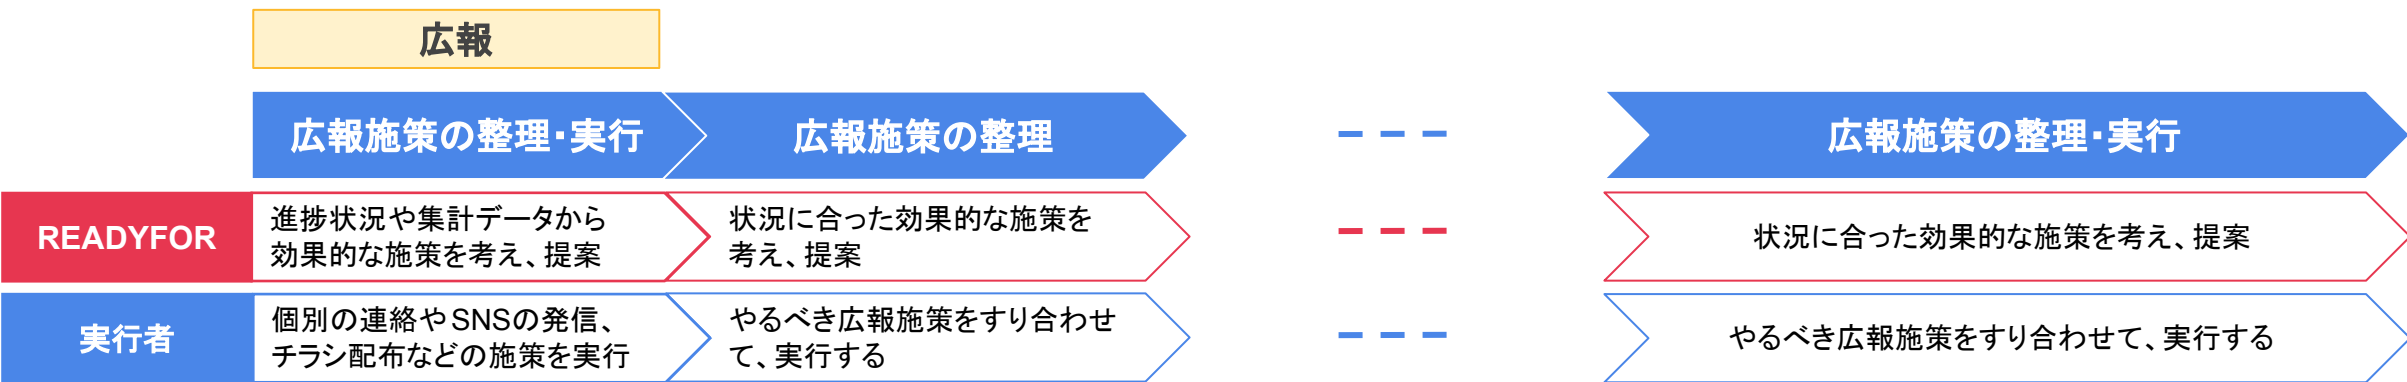 広報
広報施策の整理・実行
広報施策の整理
広報施策の整理・実行
READYFOR
進捗状況や集計データから
効果的な施策を考え、提案
状況に合った効果的な施策を
考え、提案
状況に合った効果的な施策を考え、提案
実行者
個別の連絡やSNSの発信、
チラシ配布などの施策を実行
やるべき広報施策をすり合わせ
て、実行する
やるべき広報施策をすり合わせて、実行する